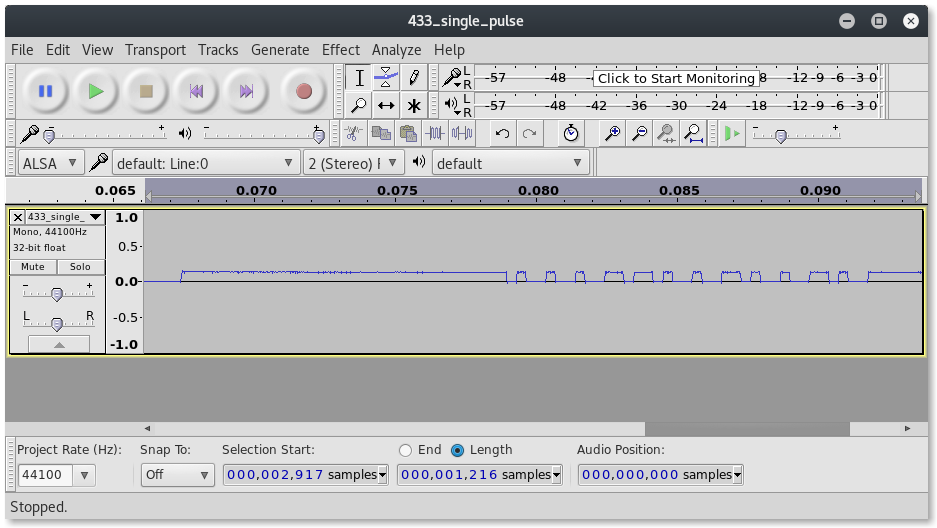 433_single_pulse
File Edit View Transport Tracks Generate Effect Analyze Help
L R -57 -48 - Click to Start Monitoring 8 -12 -9 -6 -3 0
L R -57 -48 -42 -36 -30 -24 -18 -12 -9 -6 -3 0
- + - + - +
ALSA default: Line:0 2 (Stereo) default
0.065 0.070 0.075 0.080 0.085 0.090
433_single_ 1.0
Mono, 44100Hz
32-bit float 0.5-
Mute Solo
- + 0.0-
L R -0.5-
-1.0
Project Rate (Hz): Snap To: Selection Start: End Length Audio Position:
44100 Off 000,002,917 samples 000,001,216 samples 000,000,000 samples
Stopped.